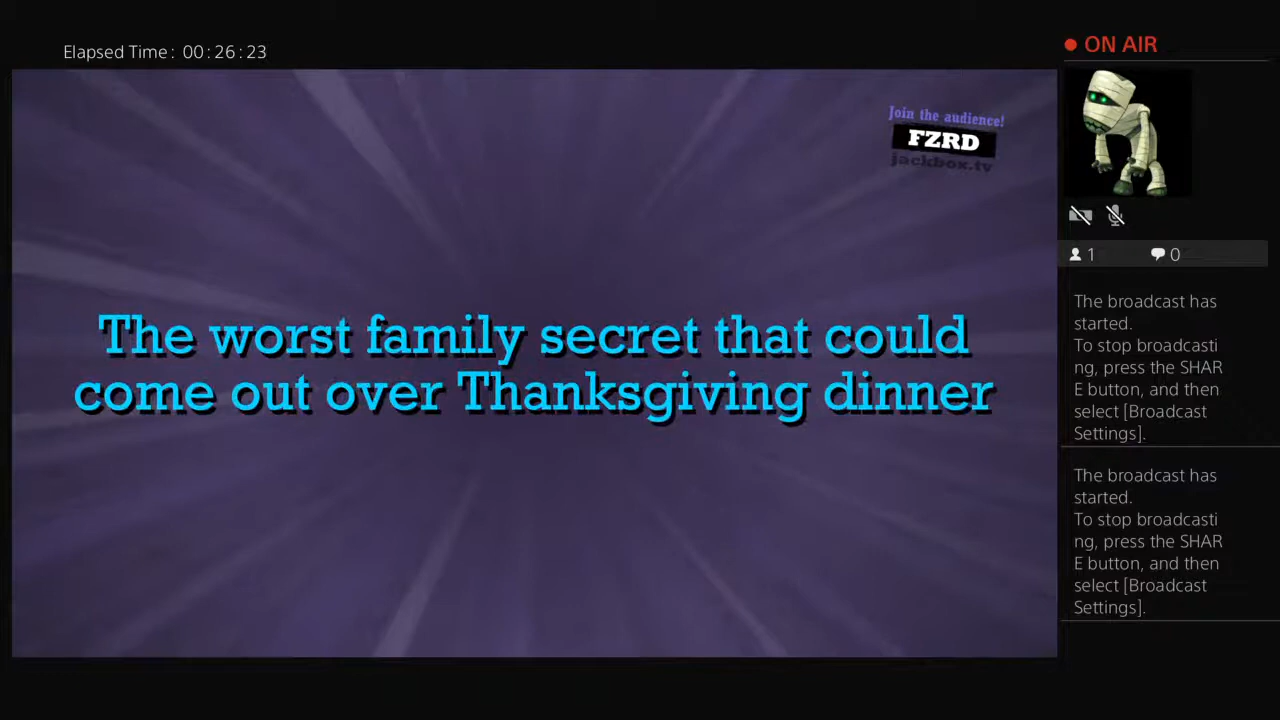 Elapsed Time: 00:26:23
ON AIR
Join the audience!
FZRD
jackbox.tv
The worst family secret that could
come out over Thanksgiving dinner
1
0
The broadcast has
started.
To stop broadcasti
ng, press the SHAR
E button, and then
select [Broadcast
Settings].
The broadcast has
started.
To stop broadcasti
ng, press the SHAR
E button, and then
select [Broadcast
Settings].